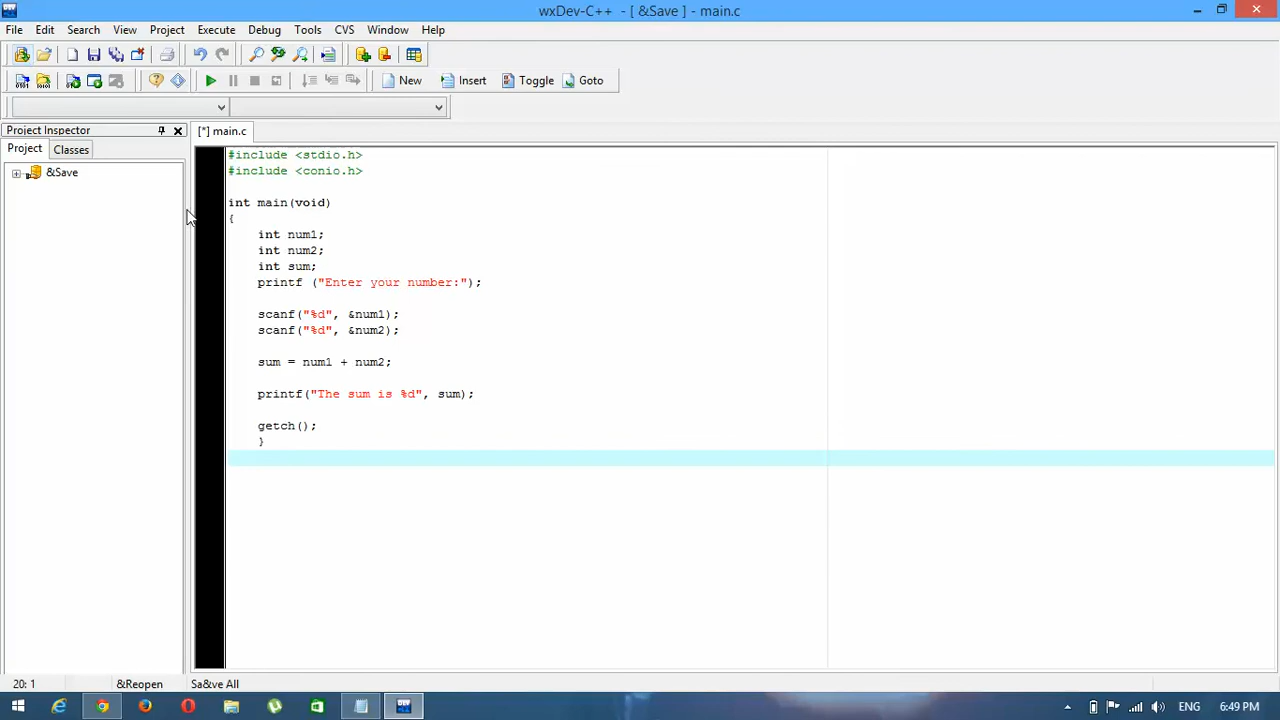 wxDev-C++ - [ &Save ] - main.c
File Edit Search View Project Execute Debug Tools CVS Window Help
New Insert Toggle Goto
Project Inspector
[*] main.c
Project Classes
&Save
#include <stdio.h>
#include <conio.h>
int main(void)
{
int num1;
int num2;
int sum;
printf ("Enter your number:");
scanf("%d", &num1);
scanf("%d", &num2);
sum = num1 + num2;
printf("The sum is %d", sum);
getch();
}
20: 1 &Reopen Sa&ve All
ENG 6:49 PM